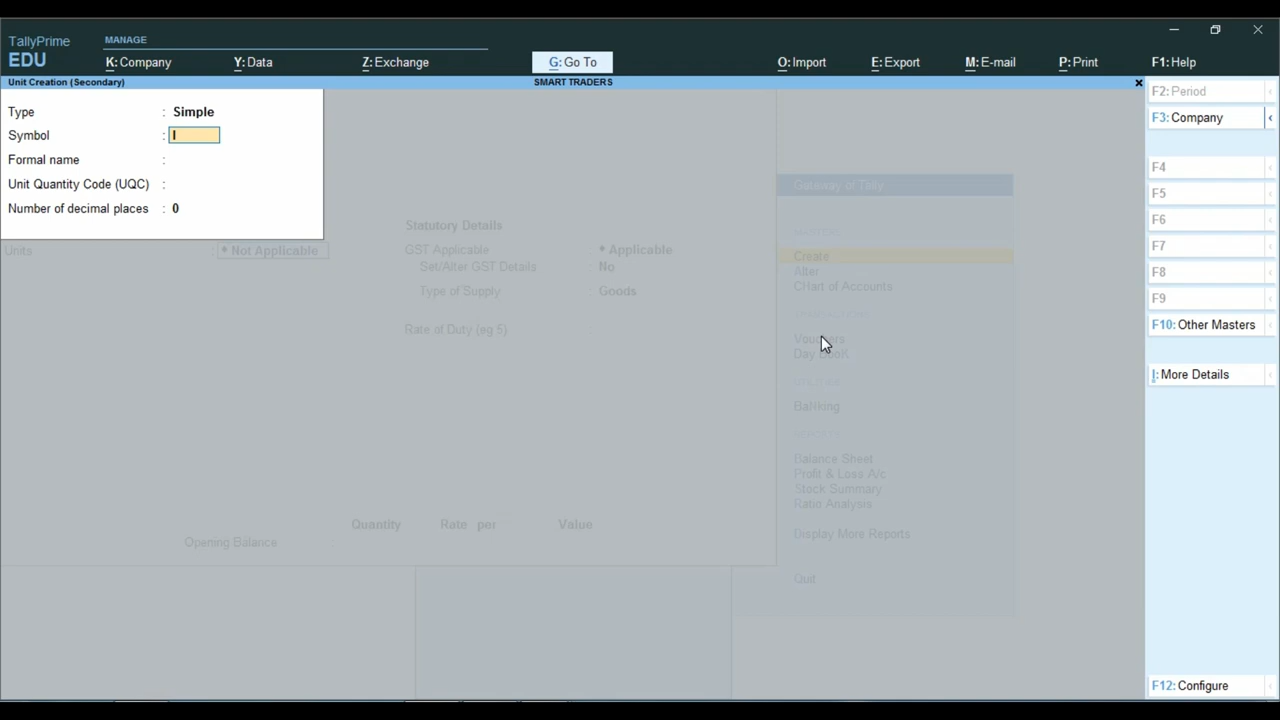 TallyPrime
EDU
MANAGE
K: Company
Y: Data
Z: Exchange
G: Go To
O: Import
E: Export
M: E-mail
P: Print
F1: Help
Unit Creation (Secondary)
SMART TRADERS
Type : Simple
Symbol :
Formal name :
Unit Quantity Code (UQC) :
Number of decimal places : 0
Units : Not Applicable
Statutory Details
GST Applicable : Applicable
Set/Alter GST Details : No
Type of Supply : Goods
Rate of Duty (eg 5) :
Quantity Rate per Value
Opening Balance
Gateway of Tally
MASTERS
Create
Alter
CHart of Accounts
TRANSACTIONS
Vouchers
Day BooK
UTILITIES
BaNking
REPORTS
Balance Sheet
Profit & Loss A/c
Stock Summary
Ratio Analysis
Display More Reports
Quit
F2: Period
F3: Company
F4
F5
F6
F7
F8
F9
F10: Other Masters
I: More Details
F12: Configure